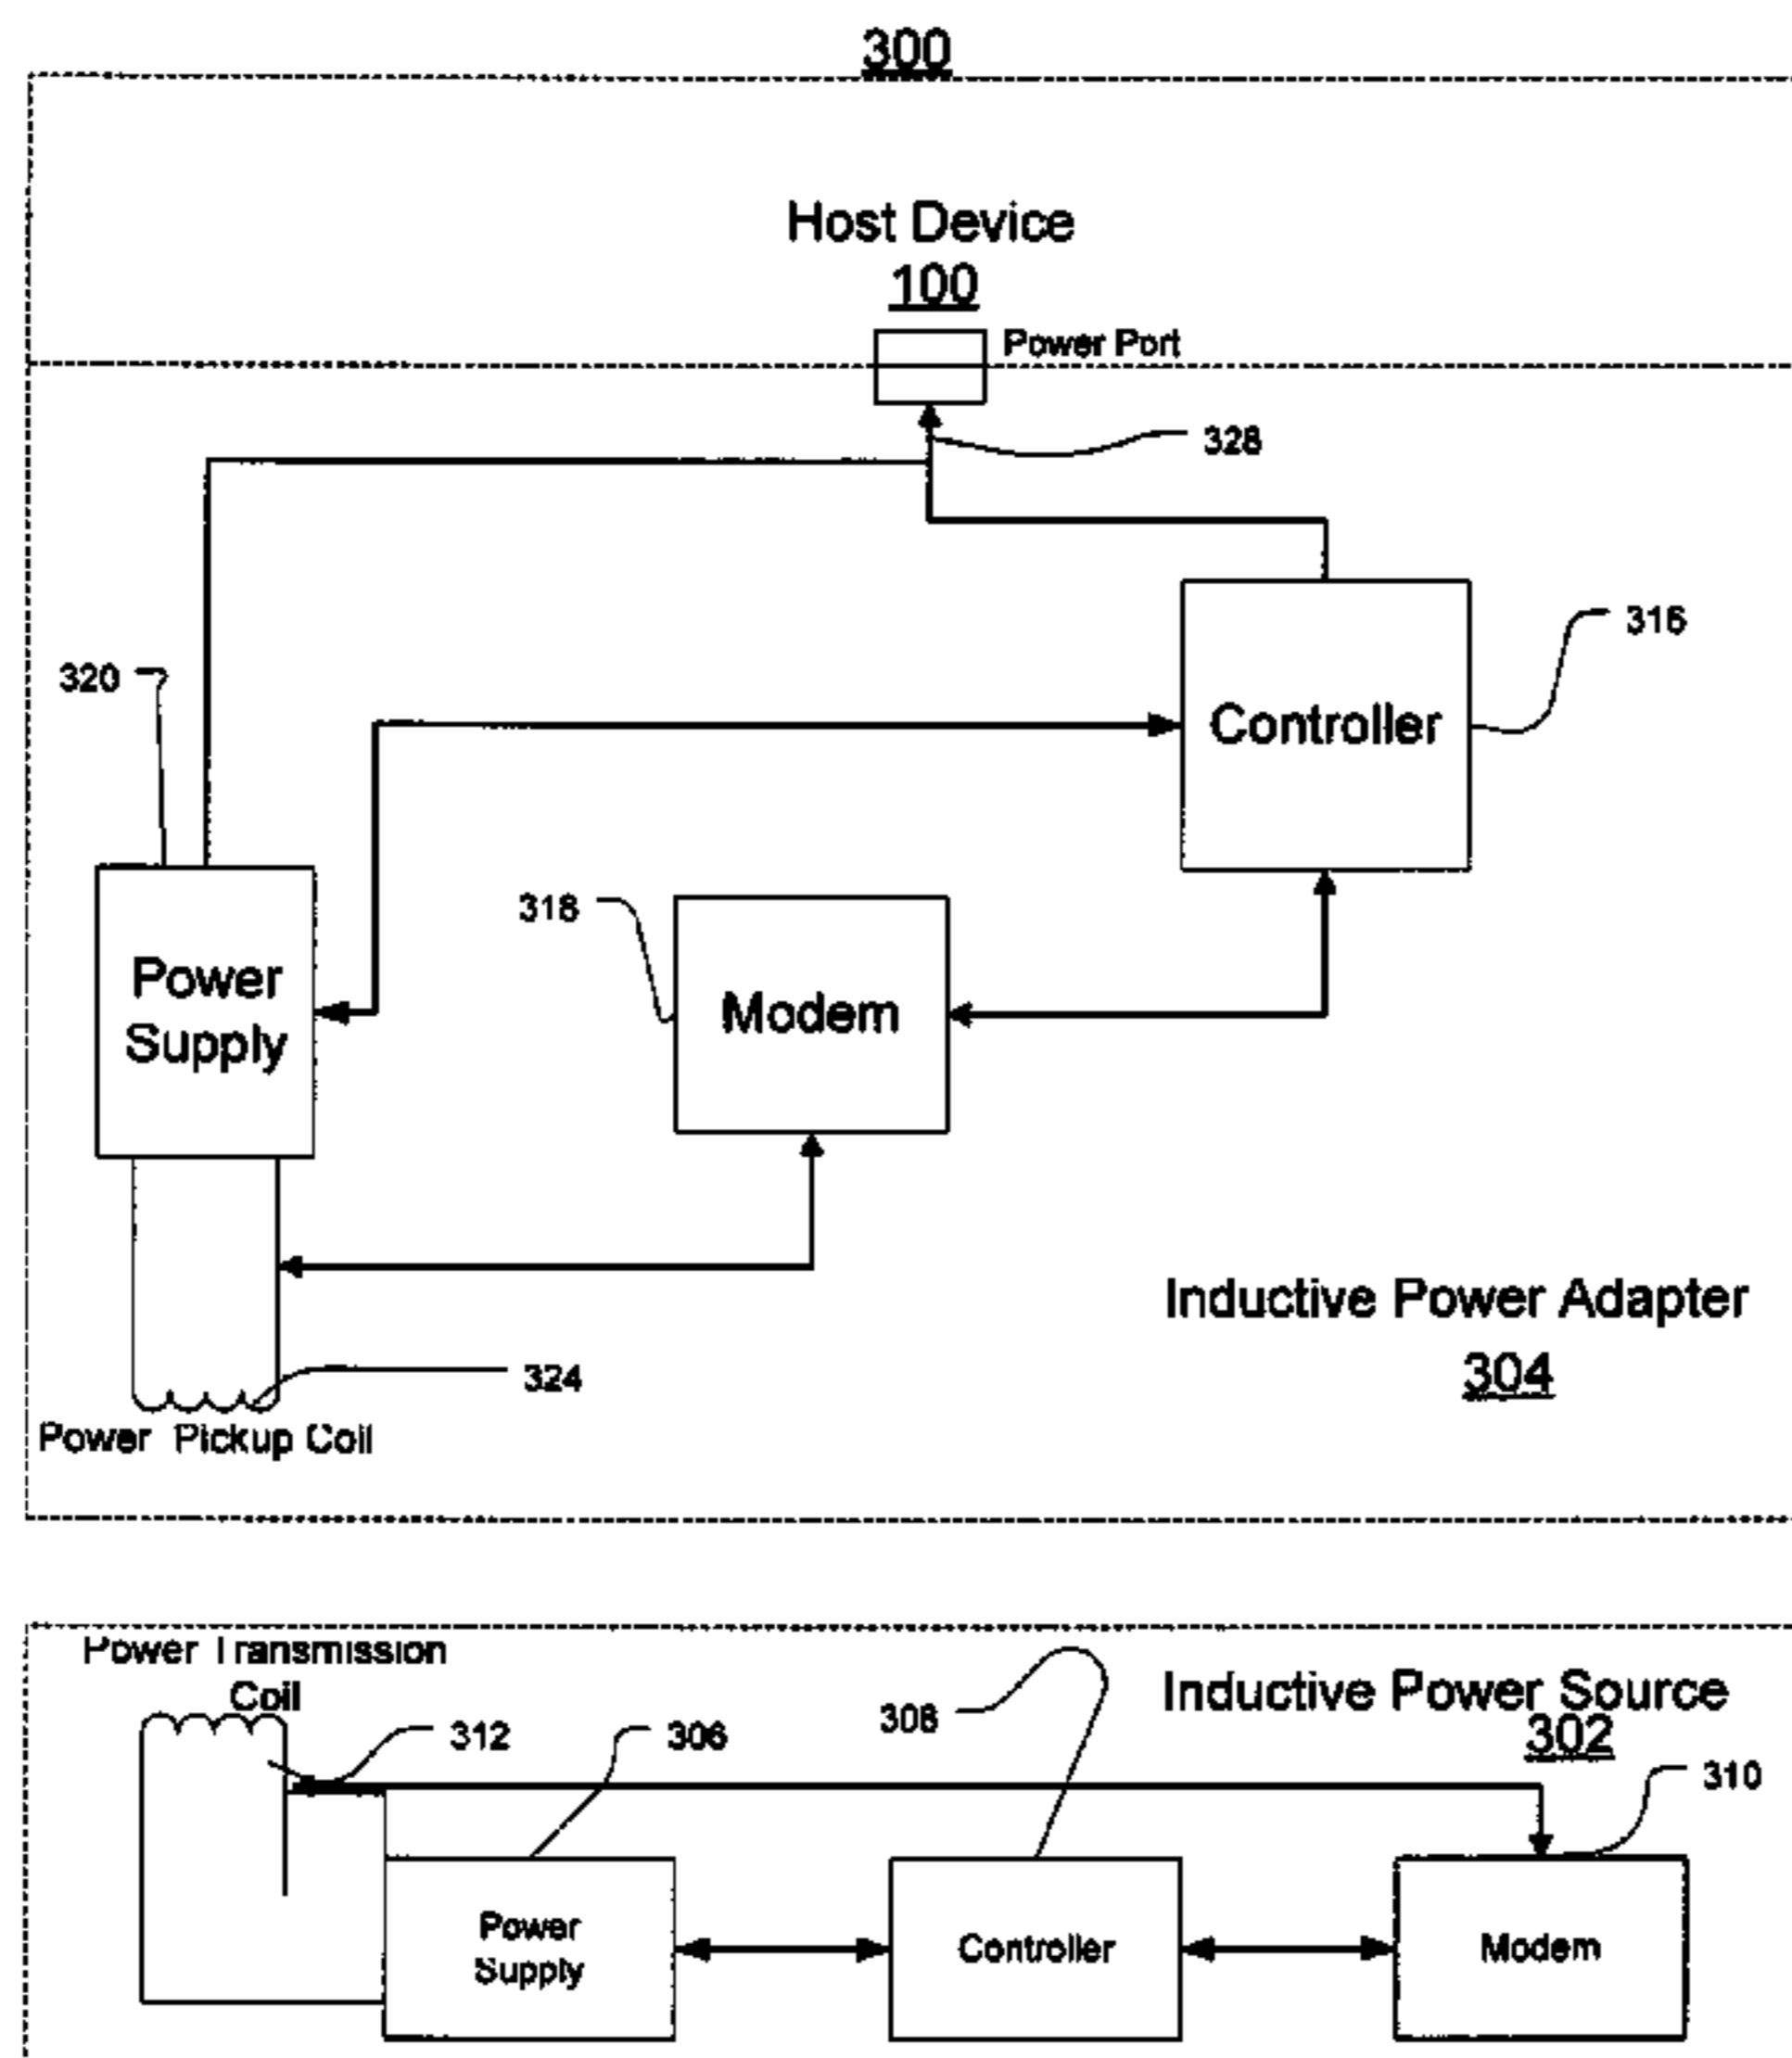 300
Host Device
100
Power Port
328
316
320
Controller
318
Power
Supply
Modem
Inductive Power Adapter
304
324
Power Pickup Coil
Power Transmission
Coil
Inductive Power Source
302
312
306
308
310
Power
Supply
Controller
Modem